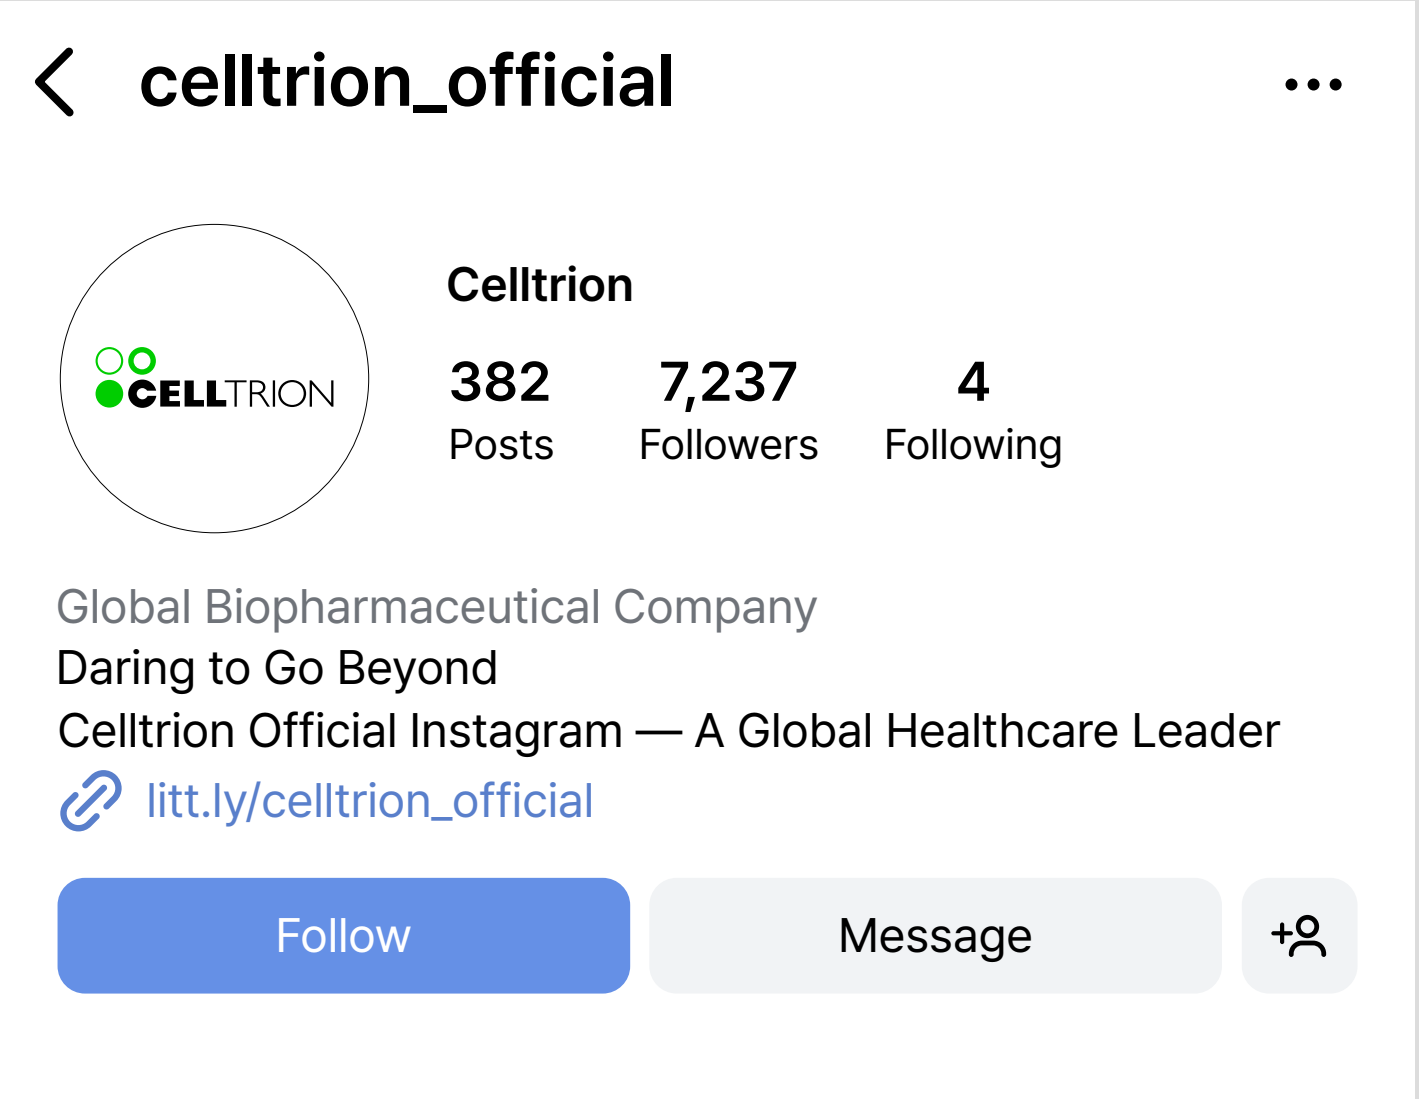 celltrion_official
CELLTRION
Celltrion
382 7,237 4
Posts Followers Following
Global Biopharmaceutical Company
Daring to Go Beyond
Celltrion Official Instagram — A Global Healthcare Leader
litt.ly/celltrion_official
Follow Message